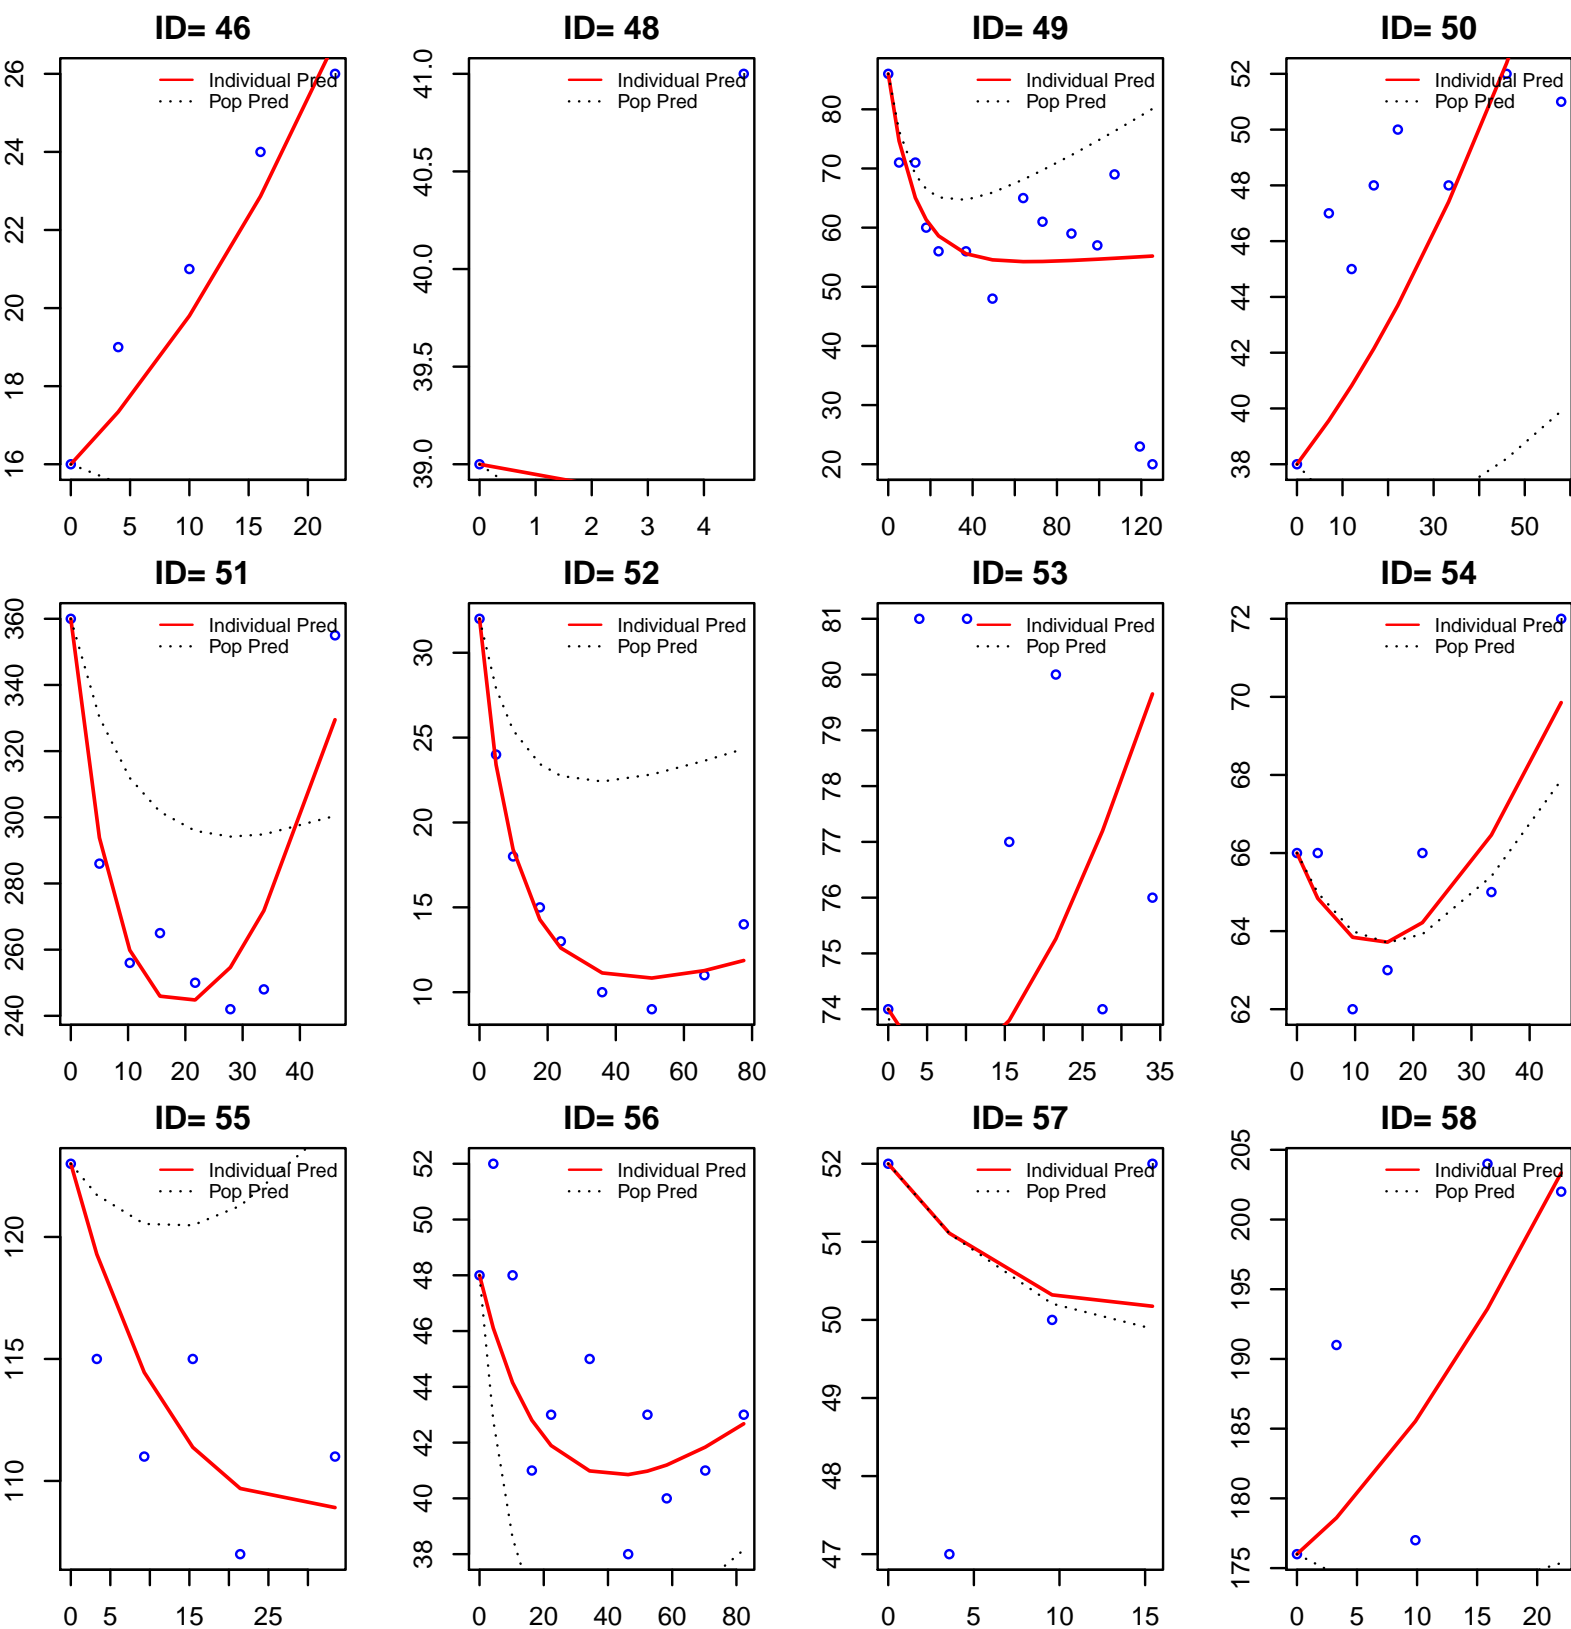 ID= 46
Individual Pred
Pop Pred
16 18 20 22 24 26
0 5 10 15 20
ID= 48
Individual Pred
Pop Pred
39.0 39.5 40.0 40.5 41.0
0 1 2 3 4
ID= 49
Individual Pred
Pop Pred
20 30 40 50 60 70 80
0 40 80 120
ID= 50
Individual Pred
Pop Pred
38 40 42 44 46 48 50 52
0 10 30 50
ID= 51
Individual Pred
Pop Pred
240 260 280 300 320 340 360
0 10 20 30 40
ID= 52
Individual Pred
Pop Pred
10 15 20 25 30
0 20 40 60 80
ID= 53
Individual Pred
Pop Pred
74 75 76 77 78 79 80 81
0 5 15 25 35
ID= 54
Individual Pred
Pop Pred
62 64 66 68 70 72
0 10 20 30 40
ID= 55
Individual Pred
Pop Pred
110 115 120
0 5 15 25
ID= 56
Individual Pred
Pop Pred
38 40 42 44 46 48 50 52
0 20 40 60 80
ID= 57
Individual Pred
Pop Pred
47 48 49 50 51 52
0 5 10 15
ID= 58
Individual Pred
Pop Pred
175 180 185 190 195 200 205
0 5 10 15 20